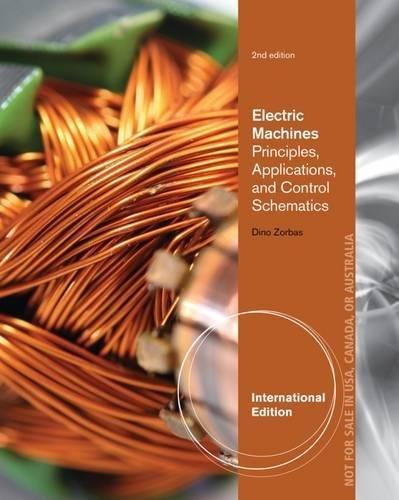 2nd edition
Electric
Machines
Principles,
Applications,
and Control
Schematics
Dino Zorbas
International
Edition
NOT FOR SALE IN USA, CANADA, OR AUSTRALIA